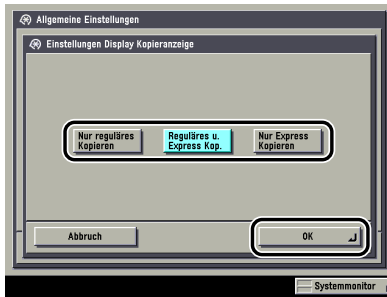 Allgemeine Einstellungen
Einstellungen Display Kopieranzeige
Nur reguläres
Kopieren
Reguläres u.
Express Kop.
Nur Express
Kopieren
Abbruch
OK
Systemmonitor